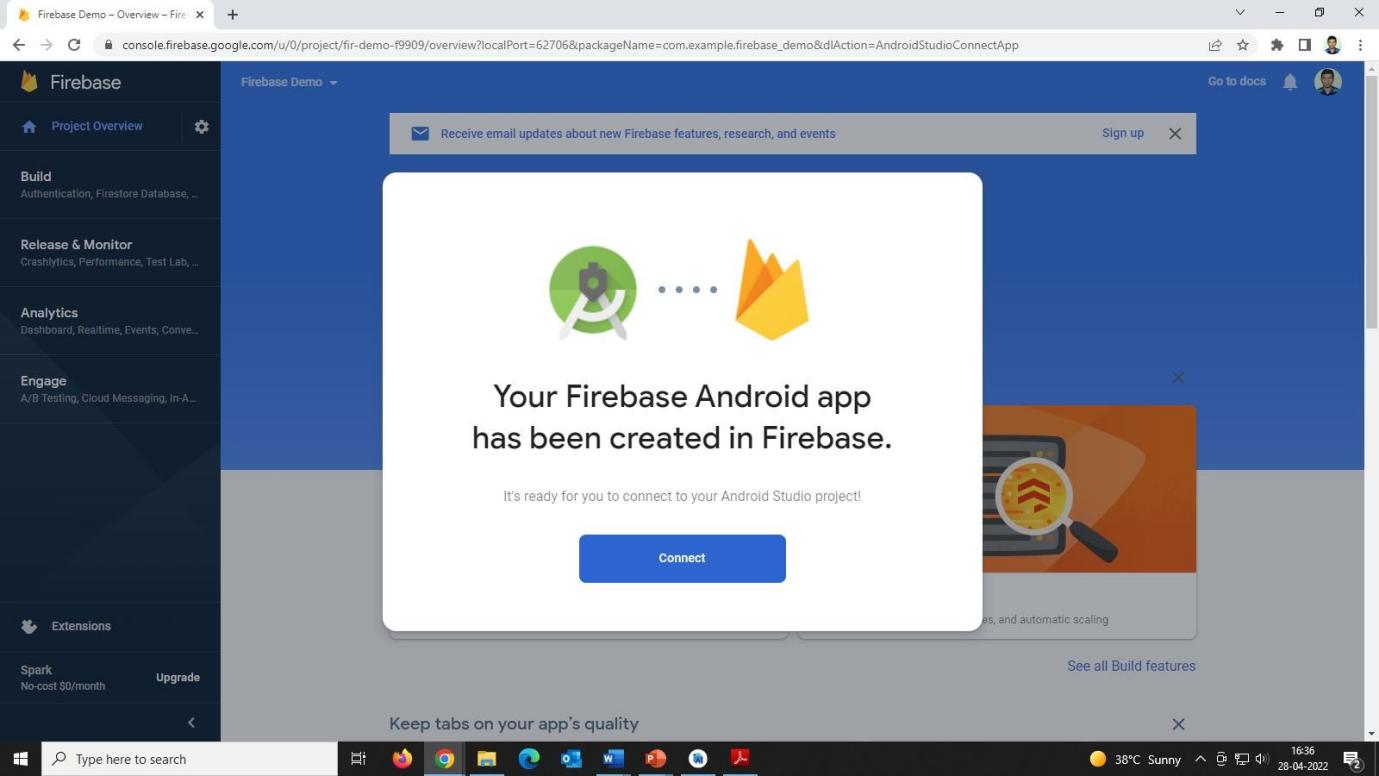 Firebase Demo – Overview – Fire
console.firebase.google.com/u/0/project/fir-demo-f9909/overview?localPort=62706&packageName=com.example.firebase_demo&dlAction=AndroidStudioConnectApp
Firebase
Firebase Demo
Go to docs
Project Overview
Receive email updates about new Firebase features, research, and events
Sign up
Build
Authentication, Firestore Database, ...
Release & Monitor
Crashlytics, Performance, Test Lab, ...
Analytics
Dashboard, Realtime, Events, Conve...
Engage
A/B Testing, Cloud Messaging, In-A...
Your Firebase Android app
has been created in Firebase.
It's ready for you to connect to your Android Studio project!
Connect
es, and automatic scaling
See all Build features
Extensions
Spark
No-cost $0/month
Upgrade
Keep tabs on your app's quality
Type here to search
38°C Sunny
16:36
28-04-2022
2